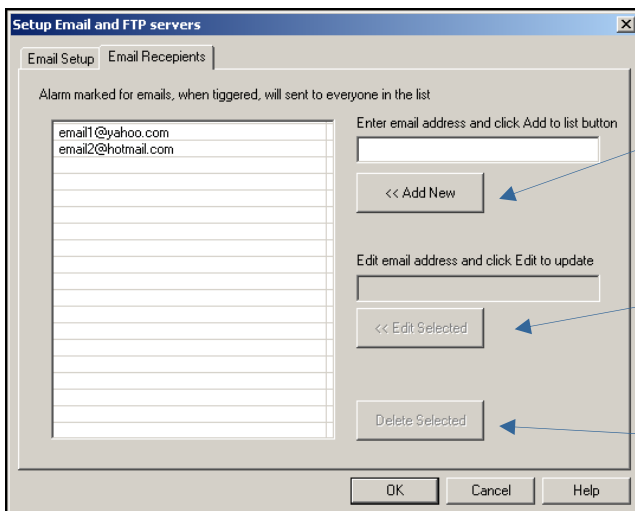 Setup Email and FTP servers
Email Setup
Email Recepients
Alarm marked for emails, when tiggered, will sent to everyone in the list
email1@yahoo.com
email2@hotmail.com
Enter email address and click Add to list button
<< Add New
Edit email address and click Edit to update
<< Edit Selected
Delete Selected
OK
Cancel
Help